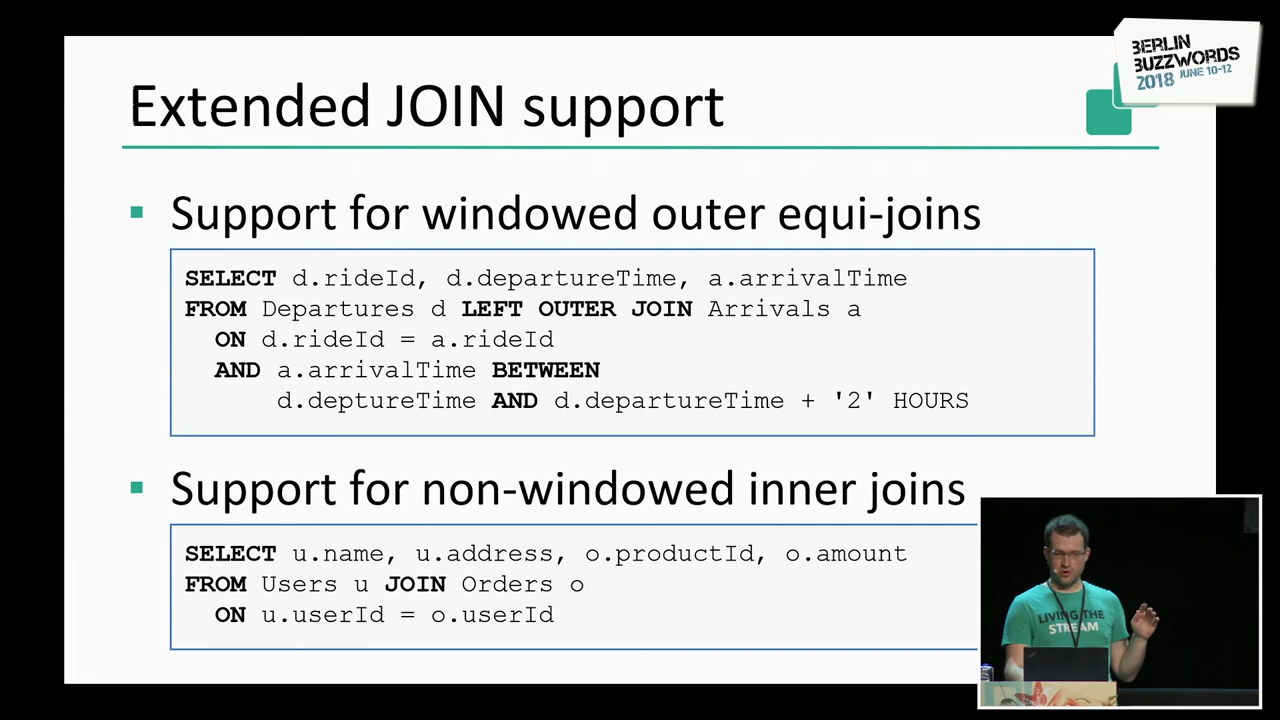 BERLIN
BUZZWORDS
2018 JUNE 10-12
Extended JOIN support
Support for windowed outer equi-joins
SELECT d.rideId, d.departureTime, a.arrivalTime
FROM Departures d LEFT OUTER JOIN Arrivals a
ON d.rideId = a.rideId
AND a.arrivalTime BETWEEN
d.deptureTime AND d.departureTime + '2' HOURS
Support for non-windowed inner joins
SELECT u.name, u.address, o.productId, o.amount
FROM Users u JOIN Orders o
ON u.userId = o.userId
LIVING THE
STREAM